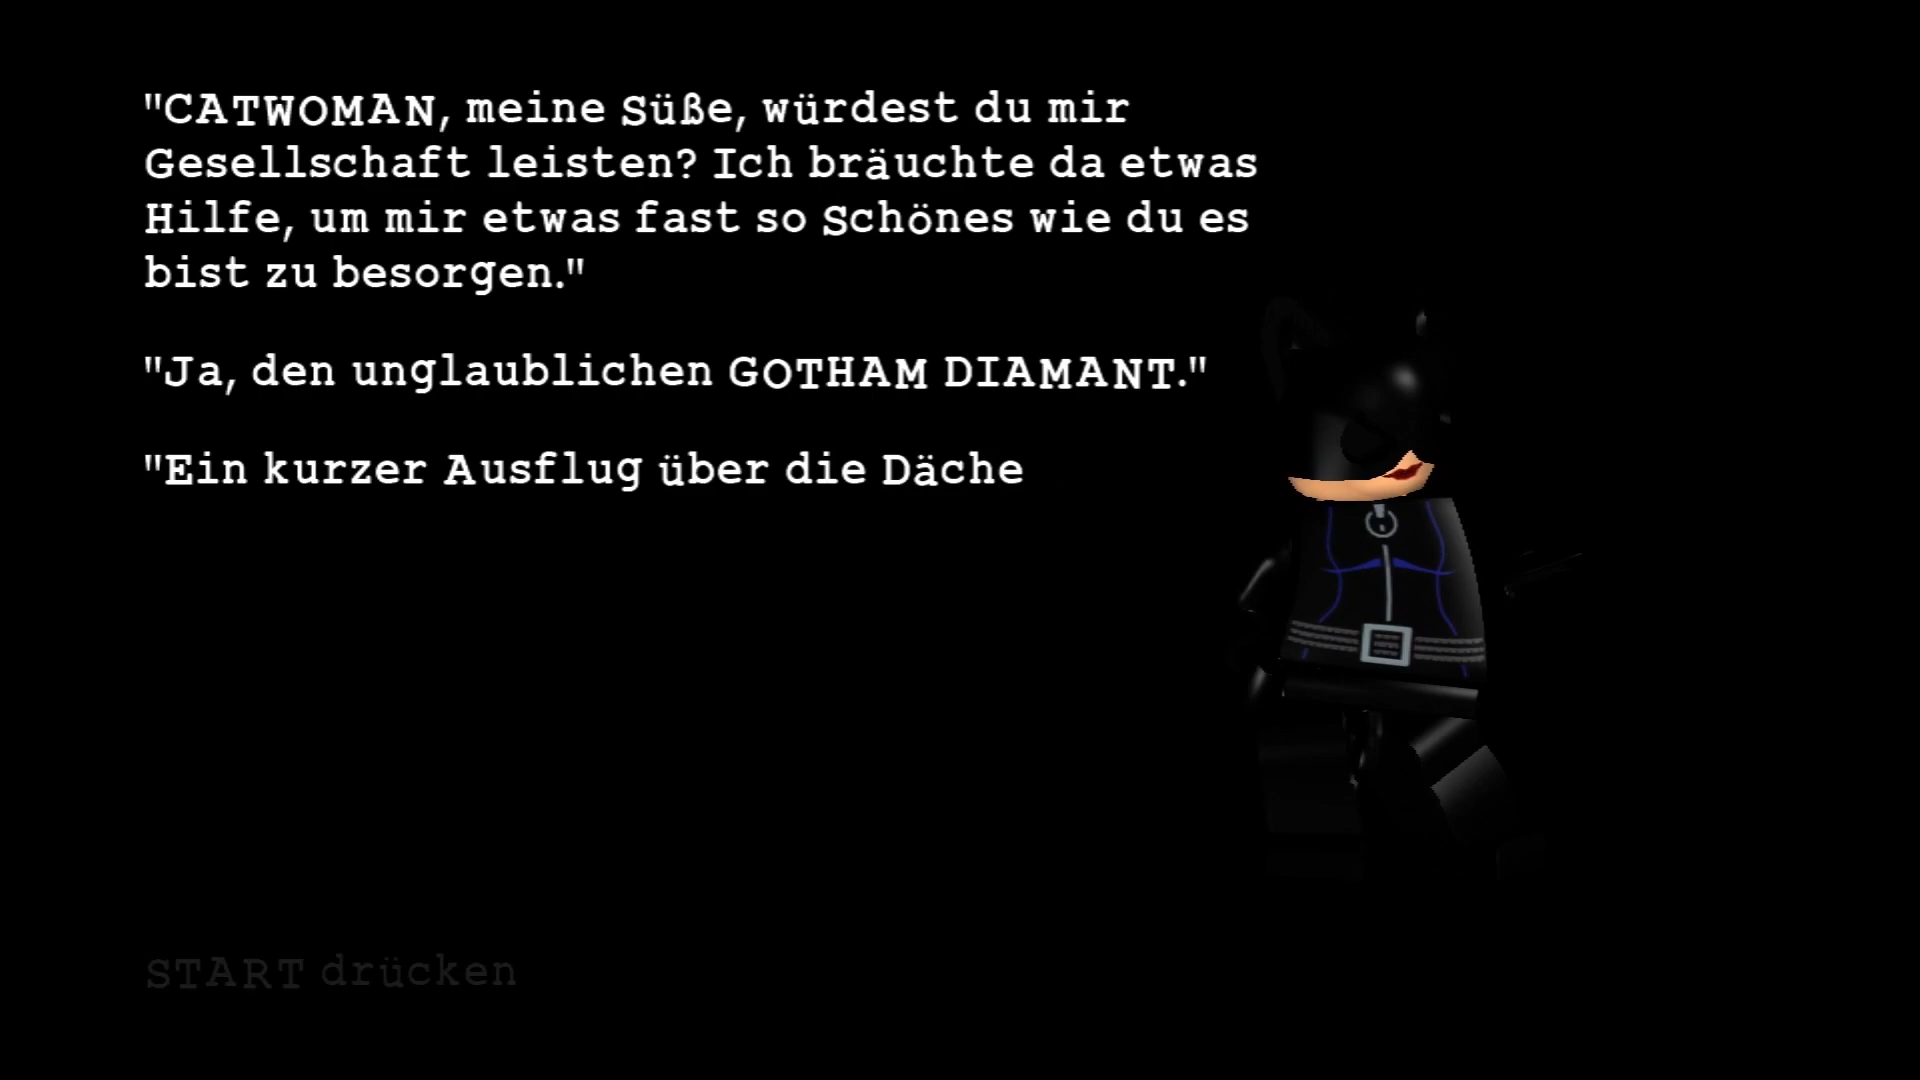 "CATWOMAN, meine Süße, würdest du mir
Gesellschaft leisten? Ich bräuchte da etwas
Hilfe, um mir etwas fast so Schönes wie du es
bist zu besorgen."
"Ja, den unglaublichen GOTHAM DIAMANT."
"Ein kurzer Ausflug über die Däche
START drücken